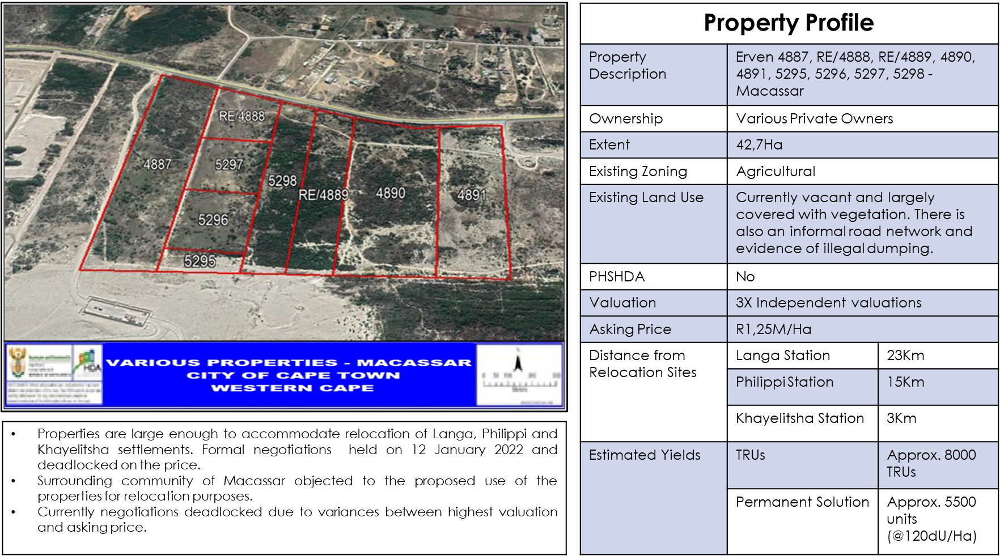 RE/4888
4887
5297
5298
RE/4889
4890
4891
5296
5295
human settlements
HDA
VARIOUS PROPERTIES - MACASSAR
CITY OF CAPE TOWN
WESTERN CAPE
• Properties are large enough to accommodate relocation of Langa, Philippi and
Khayelitsha settlements. Formal negotiations held on 12 January 2022 and
deadlocked on the price.
• Surrounding community of Macassar objected to the proposed use of the
properties for relocation purposes.
• Currently negotiations deadlocked due to variances between highest valuation
and asking price.
Property Profile
Property
Description
Erven 4887, RE/4888, RE/4889, 4890,
4891, 5295, 5296, 5297, 5298 -
Macassar
Ownership
Various Private Owners
Extent
42,7Ha
Existing Zoning
Agricultural
Existing Land Use
Currently vacant and largely
covered with vegetation. There is
also an informal road network and
evidence of illegal dumping.
PHSHDA
No
Valuation
3X Independent valuations
Asking Price
R1,25M/Ha
Distance from
Relocation Sites
Langa Station
23Km
Philippi Station
15Km
Khayelitsha Station
3Km
Estimated Yields
TRUs
Approx. 8000
TRUs
Permanent Solution
Approx. 5500
units
(@120dU/Ha)